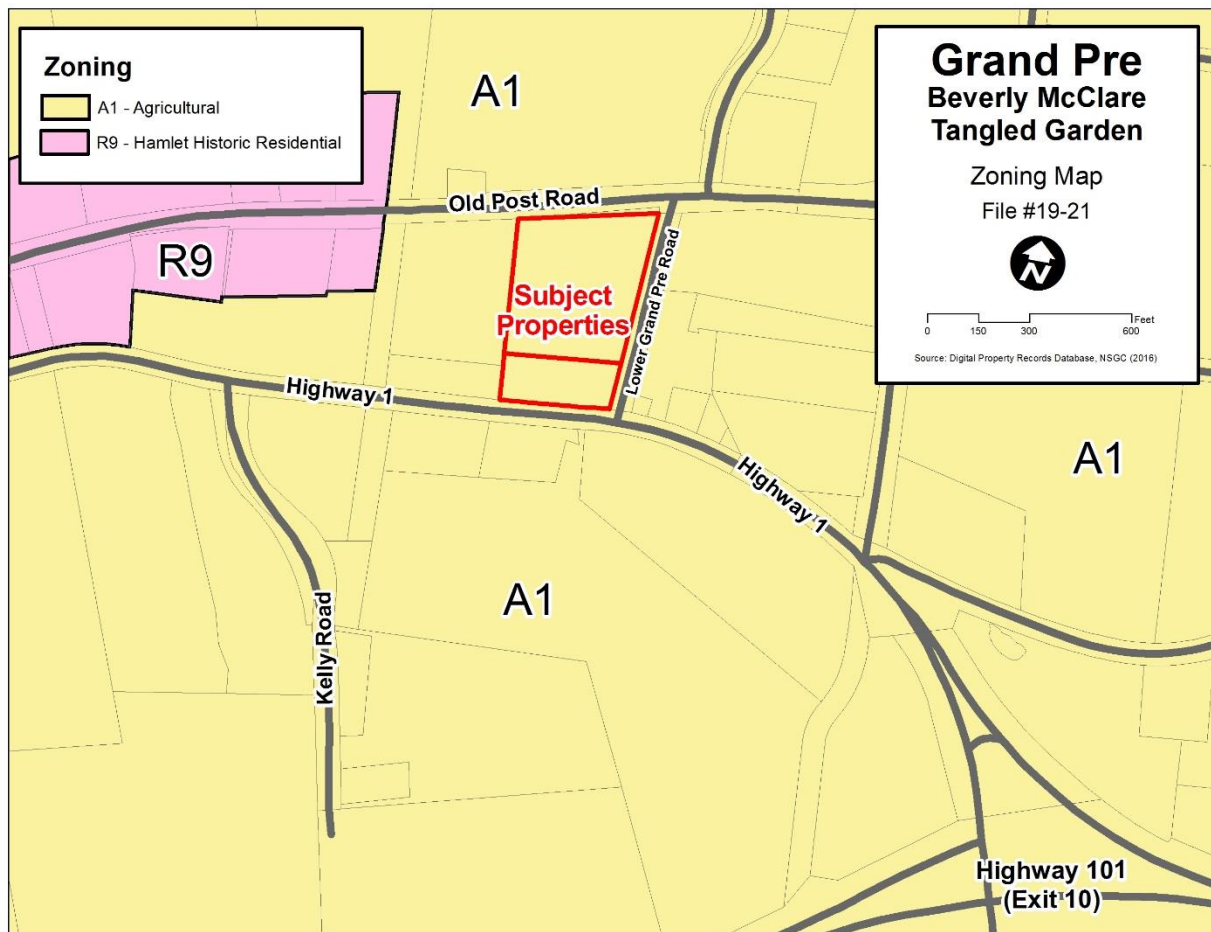 Zoning
A1 - Agricultural
R9 - Hamlet Historic Residential
Grand Pre
Beverly McClare
Tangled Garden
Zoning Map
File #19-21
N
0 150 300 600
Feet
Source: Digital Property Records Database, NSGC (2016)
A1
Old Post Road
R9
Subject
Properties
Lower Grand Pre Road
Highway 1
Highway 1
A1
A1
Kelly Road
Highway 101
(Exit 10)